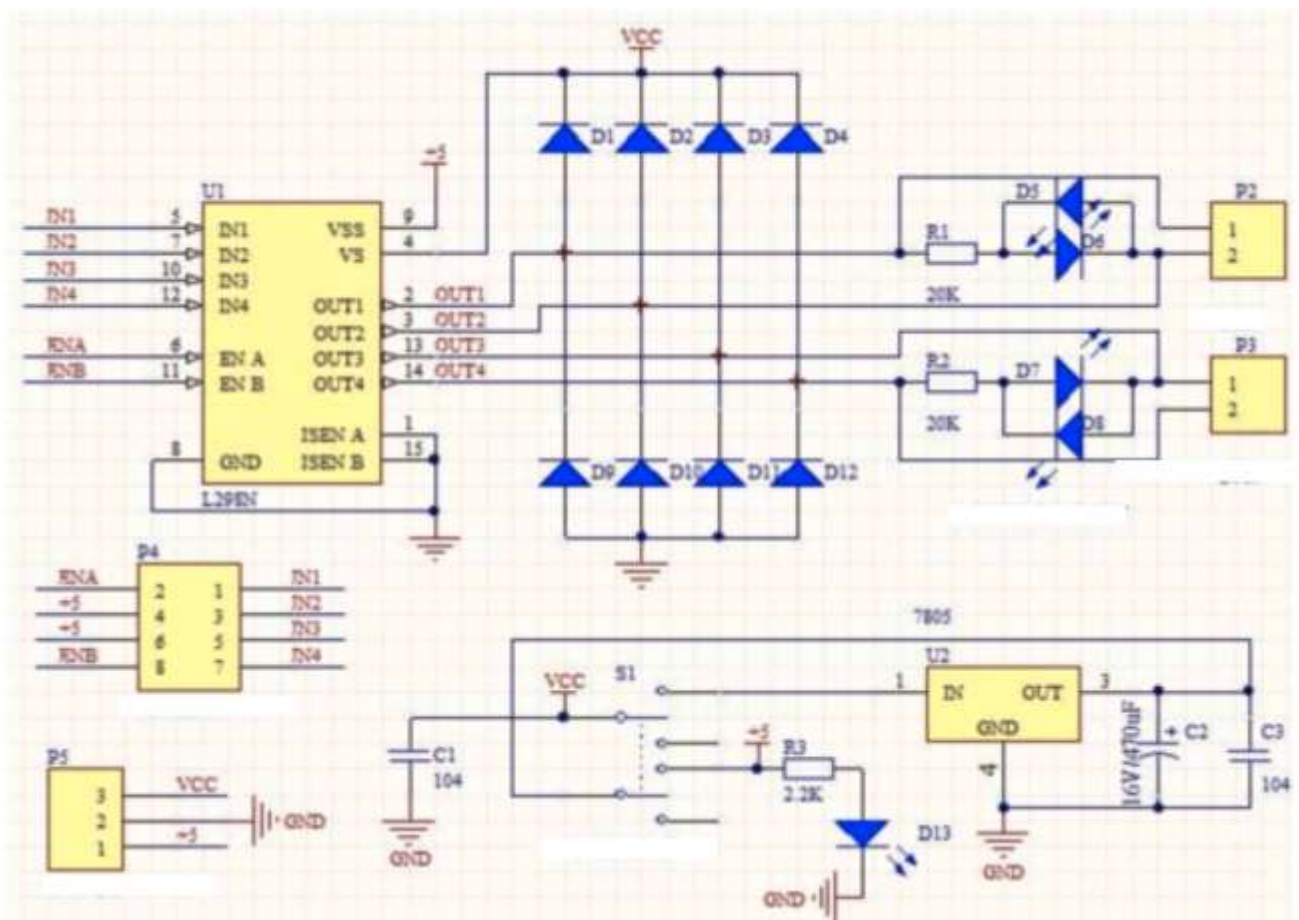 VCC
D1 D2 D3 D4
+5
U1
IN1 5 IN1 VSS 9
IN2 7 IN2 VS 4
IN3 10 IN3
IN4 12 IN4 OUT1 2 OUT1
OUT2 3 OUT2
ENA 6 EN A OUT3 13 OUT3
ENB 11 EN B OUT4 14 OUT4
ISEN A 1
8 GND ISEN B 15
L298N
D5 P2
R1 D6 1
2
20K
P3
R2 D7 1
2
20K D8
D9 D10 D11 D12
P4
ENA 2 1 IN1
+5 4 3 IN2
+5 6 5 IN3
ENB 8 7 IN4
P5
3 VCC
2 GND
1 +5
VCC
C1
104
GND
S1
+5
R3
2.2K
D13
GND
7805
U2
1 IN OUT 3
GND
4
16V/470uF
+ C2
C3
104
GND